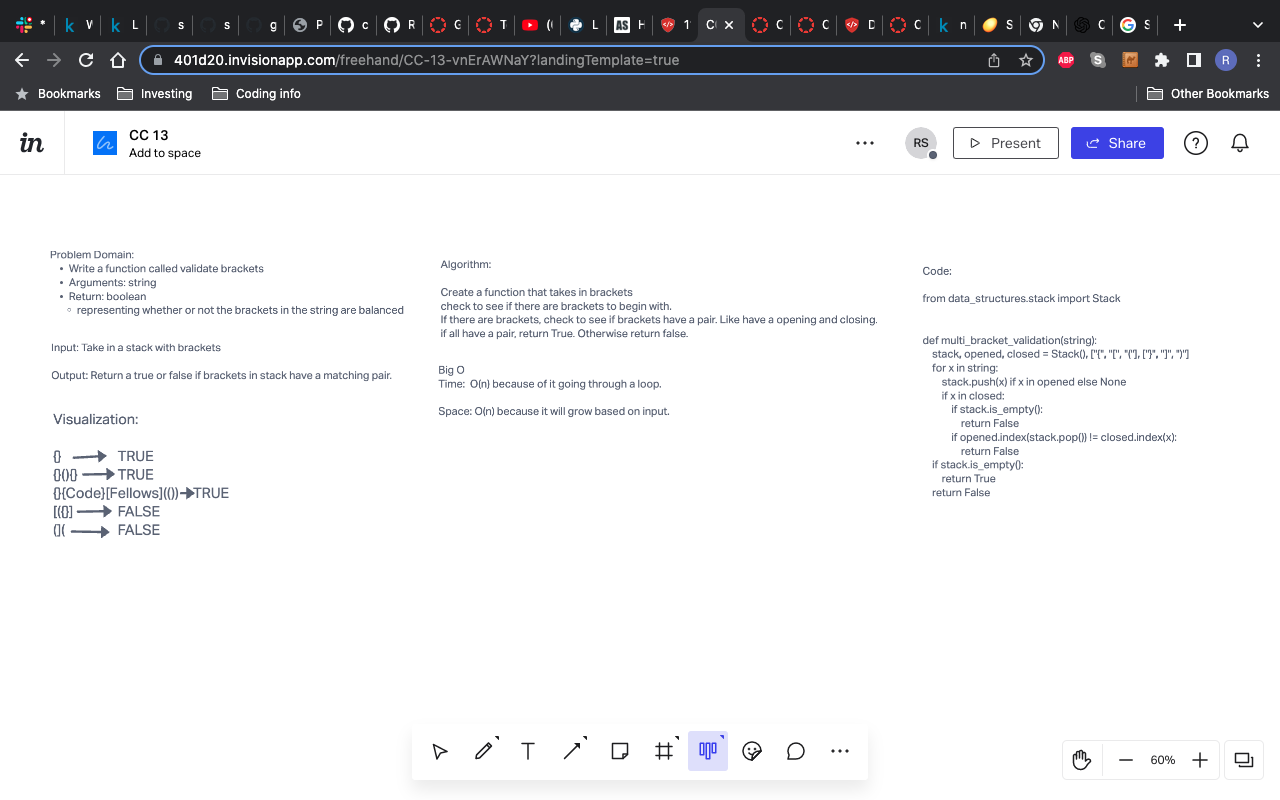 * W L s s g P c R G T ( L AS H 1 CC C C D C n S N C S
401d20.invisionapp.com/freehand/CC-13-vnErAWNaY?landingTemplate=true
ABP S R
Bookmarks Investing Coding info Other Bookmarks
in
CC 13
Add to space
RS Present Share ?
Problem Domain:
• Write a function called validate brackets
• Arguments: string
• Return: boolean
◦ representing whether or not the brackets in the string are balanced
Input: Take in a stack with brackets
Output: Return a true or false if brackets in stack have a matching pair.
Visualization:
{} TRUE
{}(){} TRUE
{}{Code}[Fellows](()) TRUE
[({}] FALSE
(]( FALSE
Algorithm:
Create a function that takes in brackets
check to see if there are brackets to begin with.
If there are brackets, check to see if brackets have a pair. Like have a opening and closing.
if all have a pair, return True. Otherwise return false.
Big O
Time: O(n) because of it going through a loop.
Space: O(n) because it will grow based on input.
Code:
from data_structures.stack import Stack
def multi_bracket_validation(string):
stack, opened, closed = Stack(), ["{", "[", "("], ["}", "]", ")"]
for x in string:
stack.push(x) if x in opened else None
if x in closed:
if stack.is_empty():
return False
if opened.index(stack.pop()) != closed.index(x):
return False
if stack.is_empty():
return True
return False
60%